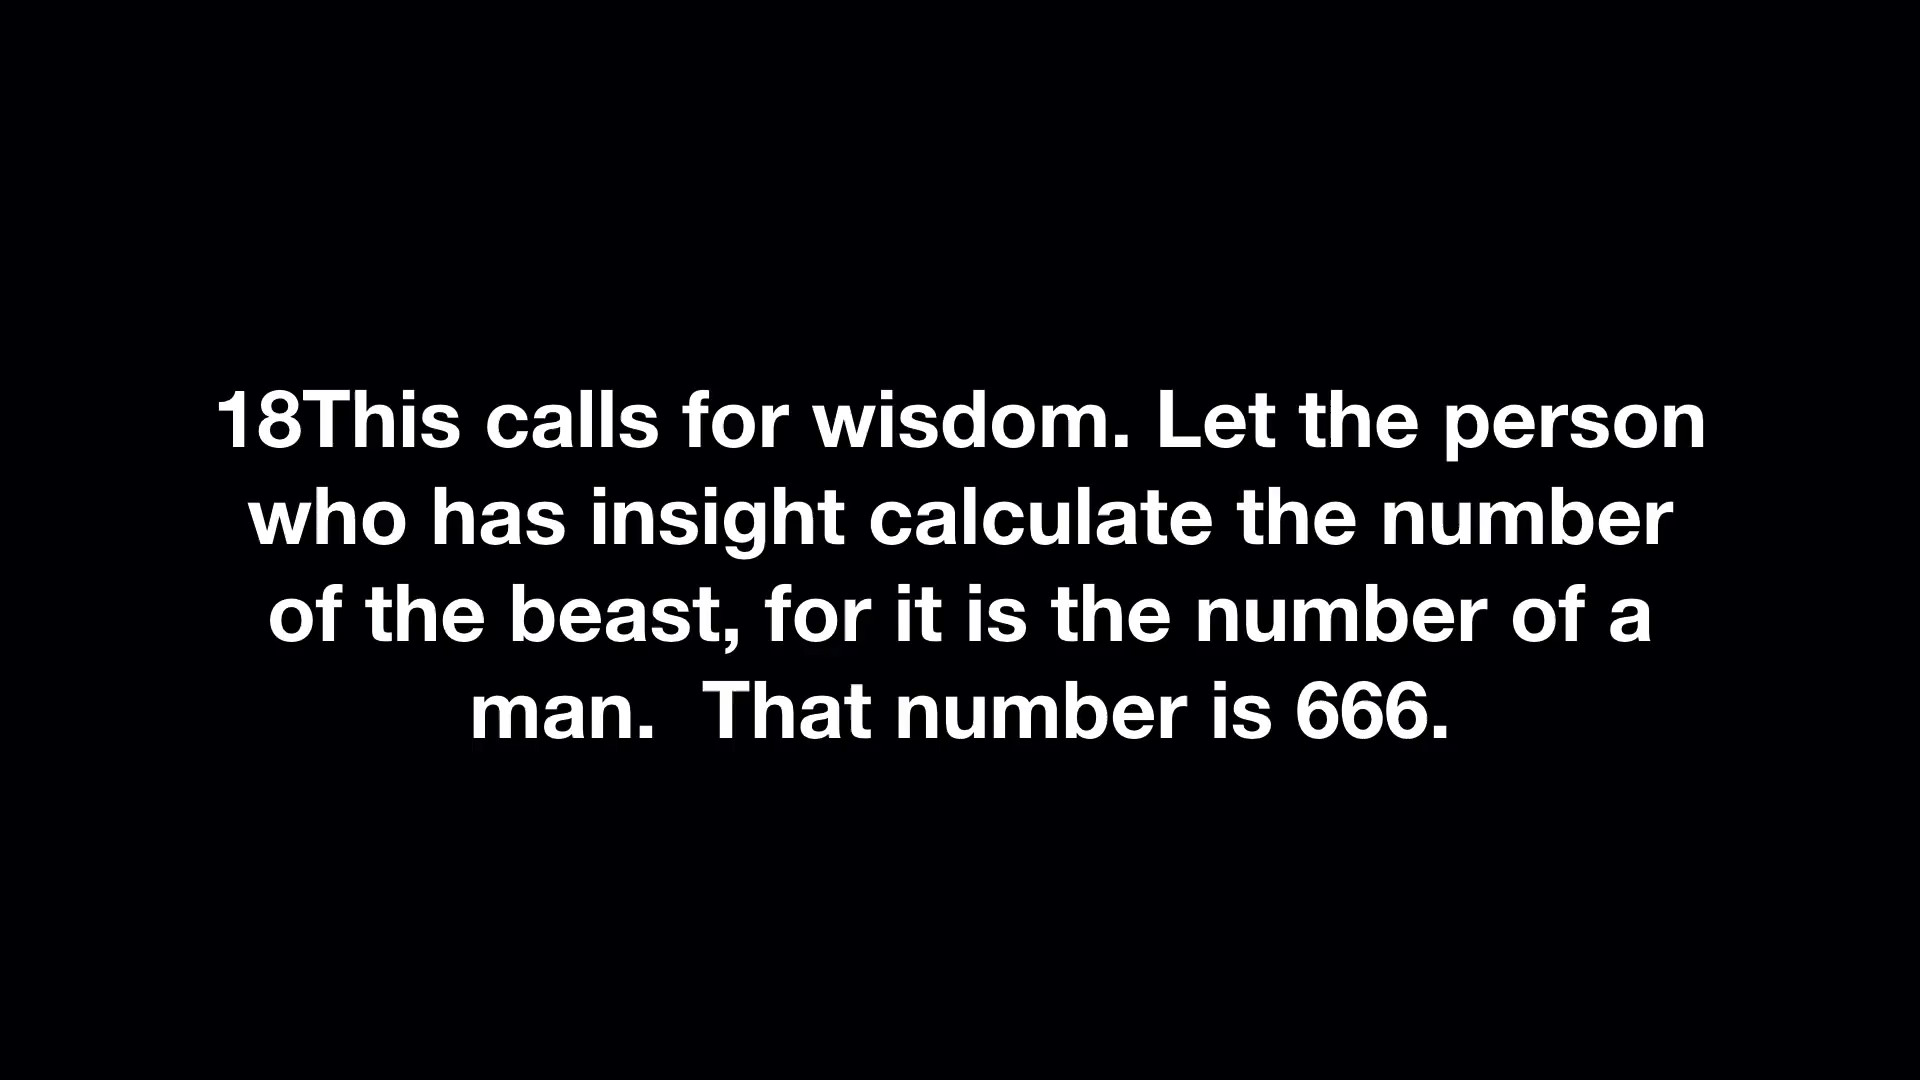 18This calls for wisdom. Let the person
who has insight calculate the number
of the beast, for it is the number of a
man.  That number is 666.